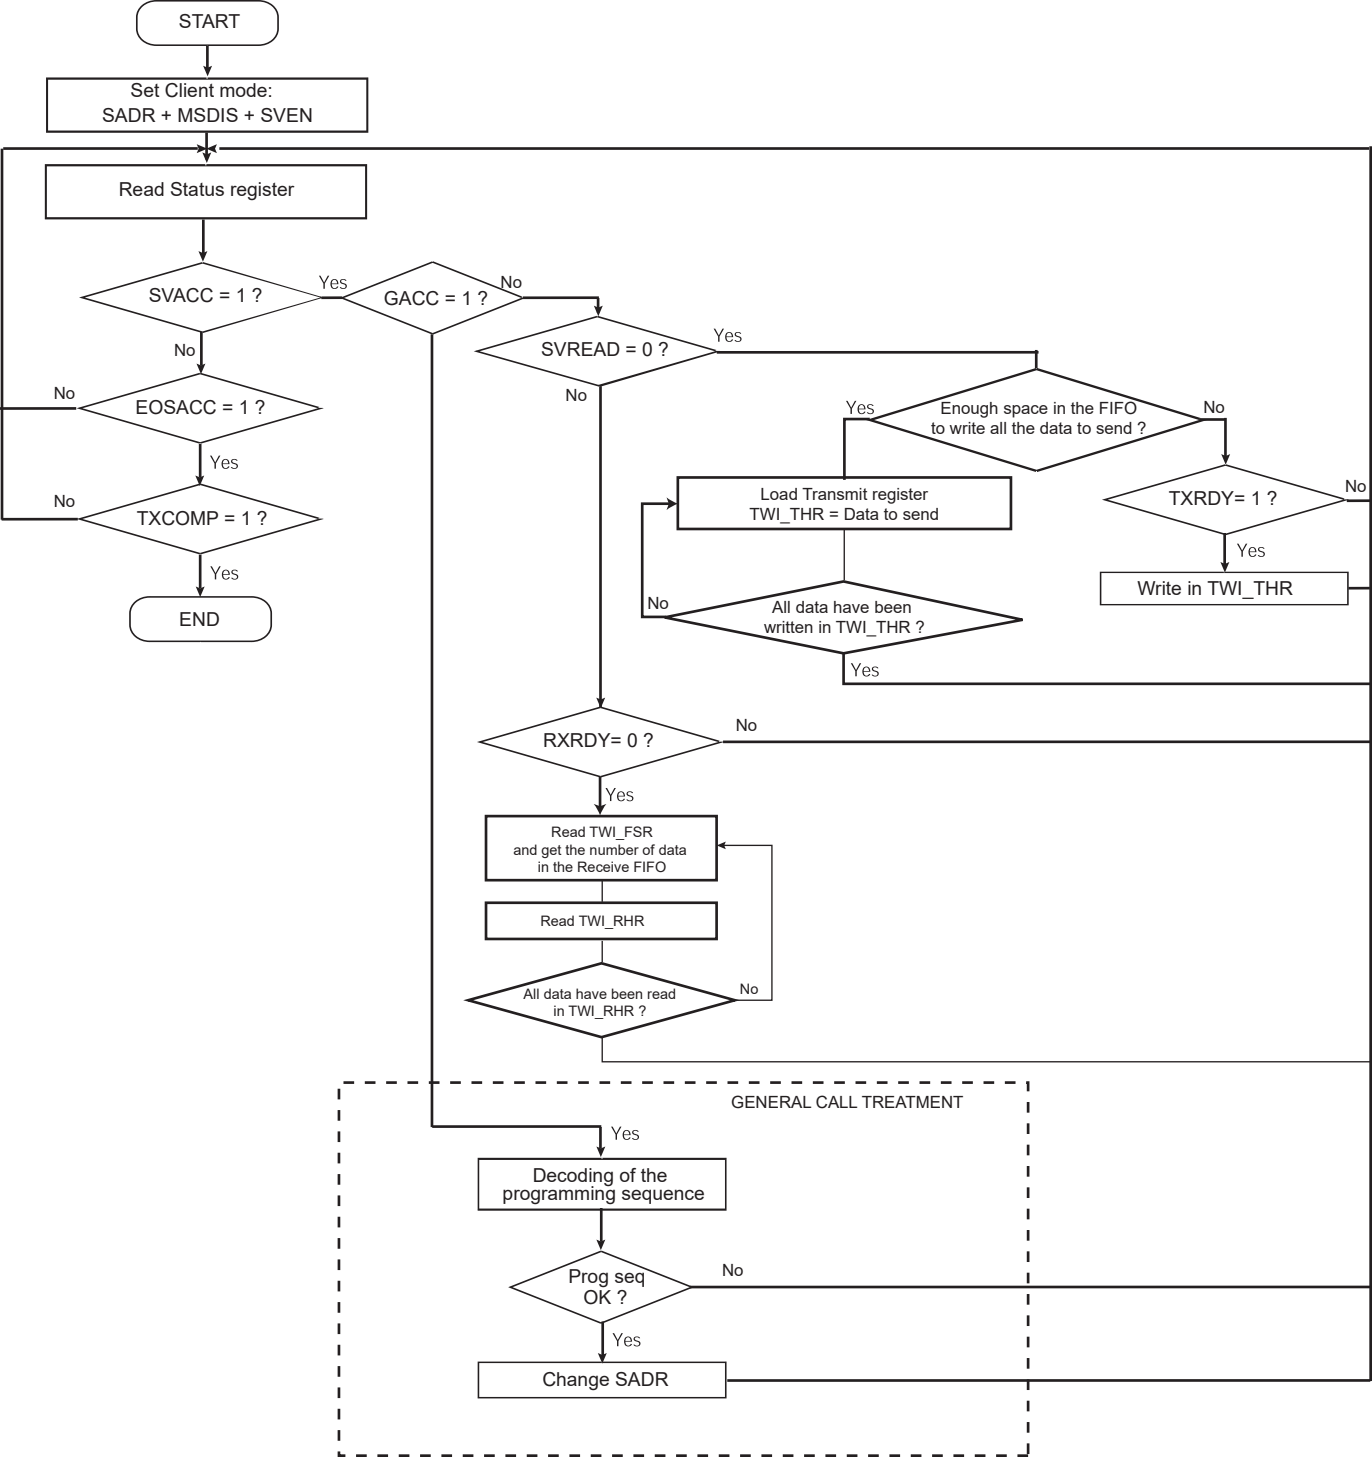 START
Set Client mode:
SADR + MSDIS + SVEN
Read Status register
SVACC = 1 ?
Yes
GACC = 1 ?
No
SVREAD = 0 ?
Yes
No
No
EOSACC = 1 ?
No
Yes
Enough space in the FIFO
to write all the data to send ?
Yes
No
No
TXCOMP = 1 ?
Yes
Load Transmit register
TWI_THR = Data to send
TXRDY= 1 ?
No
Yes
END
Write in TWI_THR
All data have been
written in TWI_THR ?
No
Yes
RXRDY= 0 ?
No
Yes
Read TWI_FSR
and get the number of data
in the Receive FIFO
Read TWI_RHR
All data have been read
in TWI_RHR ?
No
GENERAL CALL TREATMENT
Yes
Decoding of the
programming sequence
Prog seq
OK ?
No
Yes
Change SADR